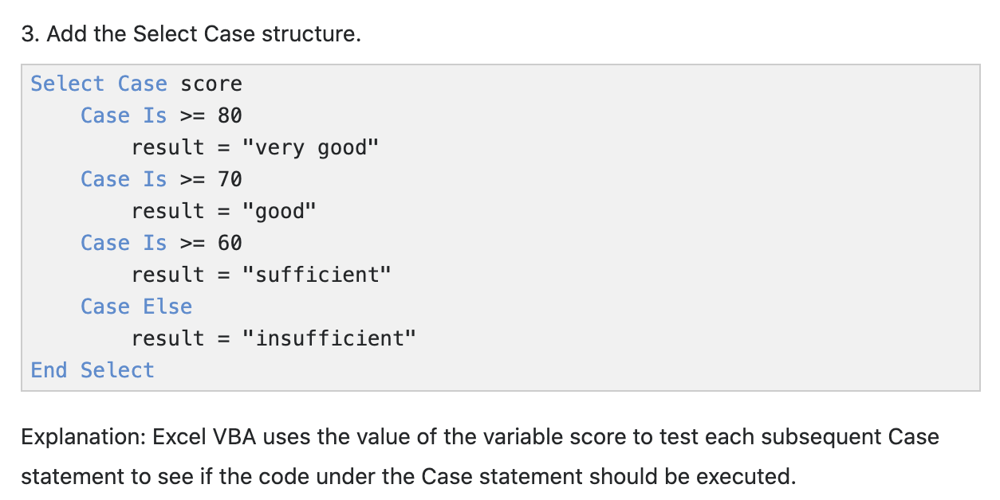 3. Add the Select Case structure.
Select Case score
    Case Is >= 80
        result = "very good"
    Case Is >= 70
        result = "good"
    Case Is >= 60
        result = "sufficient"
    Case Else
        result = "insufficient"
End Select
Explanation: Excel VBA uses the value of the variable score to test each subsequent Case
statement to see if the code under the Case statement should be executed.